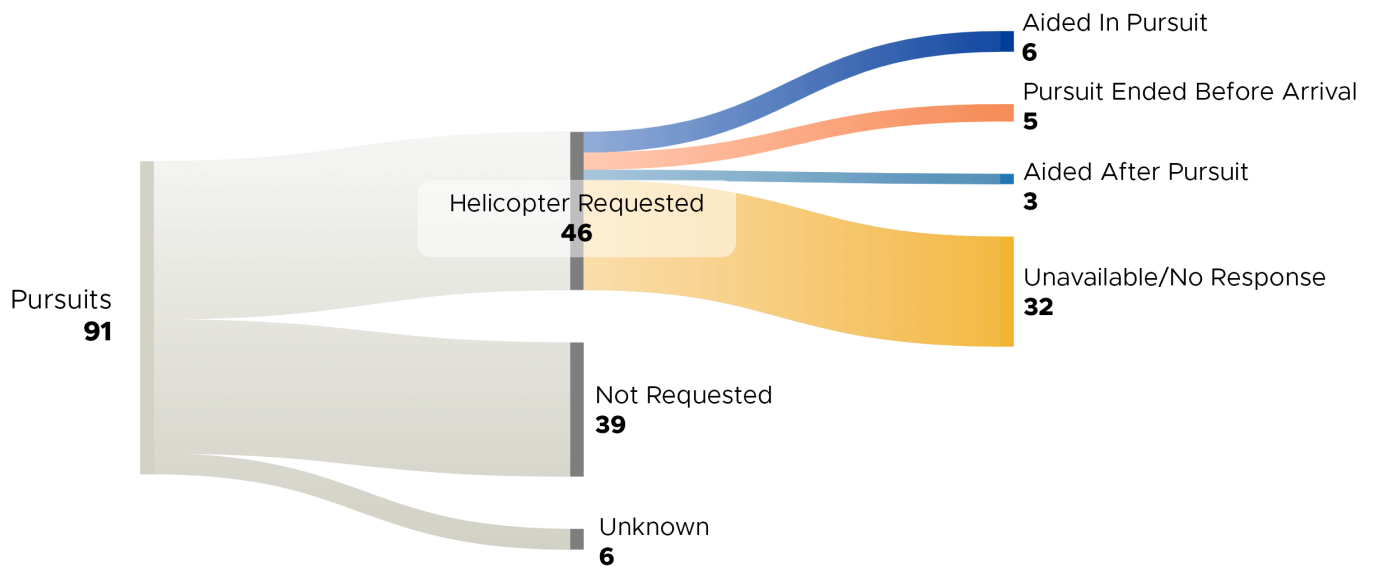 Pursuits
91
Helicopter Requested
46
Not Requested
39
Unknown
6
Aided In Pursuit
6
Pursuit Ended Before Arrival
5
Aided After Pursuit
3
Unavailable/No Response
32